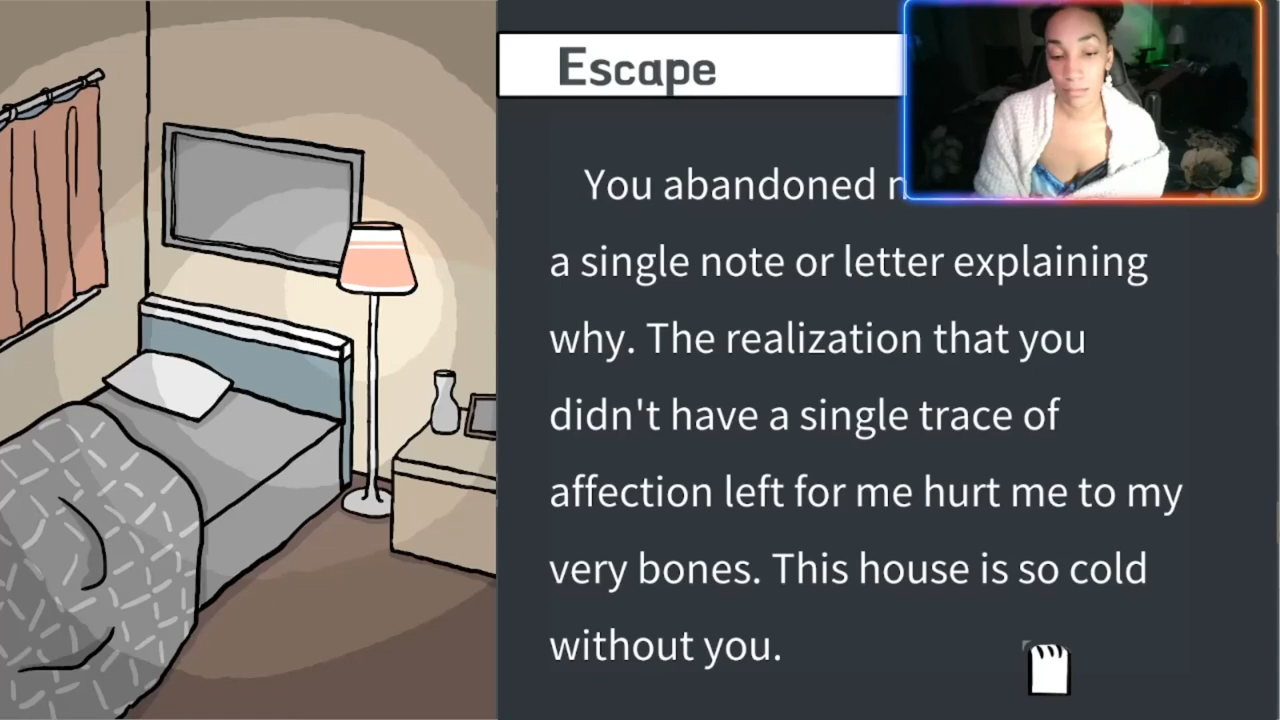 Escape
You abandoned
a single note or letter explaining
why. The realization that you
didn't have a single trace of
affection left for me hurt me to my
very bones. This house is so cold
without you.